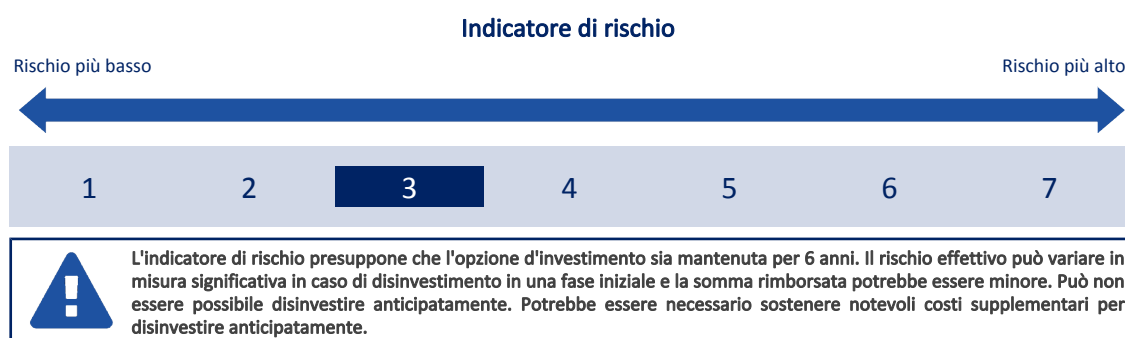 Indicatore di rischio
Rischio più basso
Rischio più alto
1 2 3 4 5 6 7
L'indicatore di rischio presuppone che l'opzione d'investimento sia mantenuta per 6 anni. Il rischio effettivo può variare in
misura significativa in caso di disinvestimento in una fase iniziale e la somma rimborsata potrebbe essere minore. Può non
essere possibile disinvestire anticipatamente. Potrebbe essere necessario sostenere notevoli costi supplementari per
disinvestire anticipatamente.